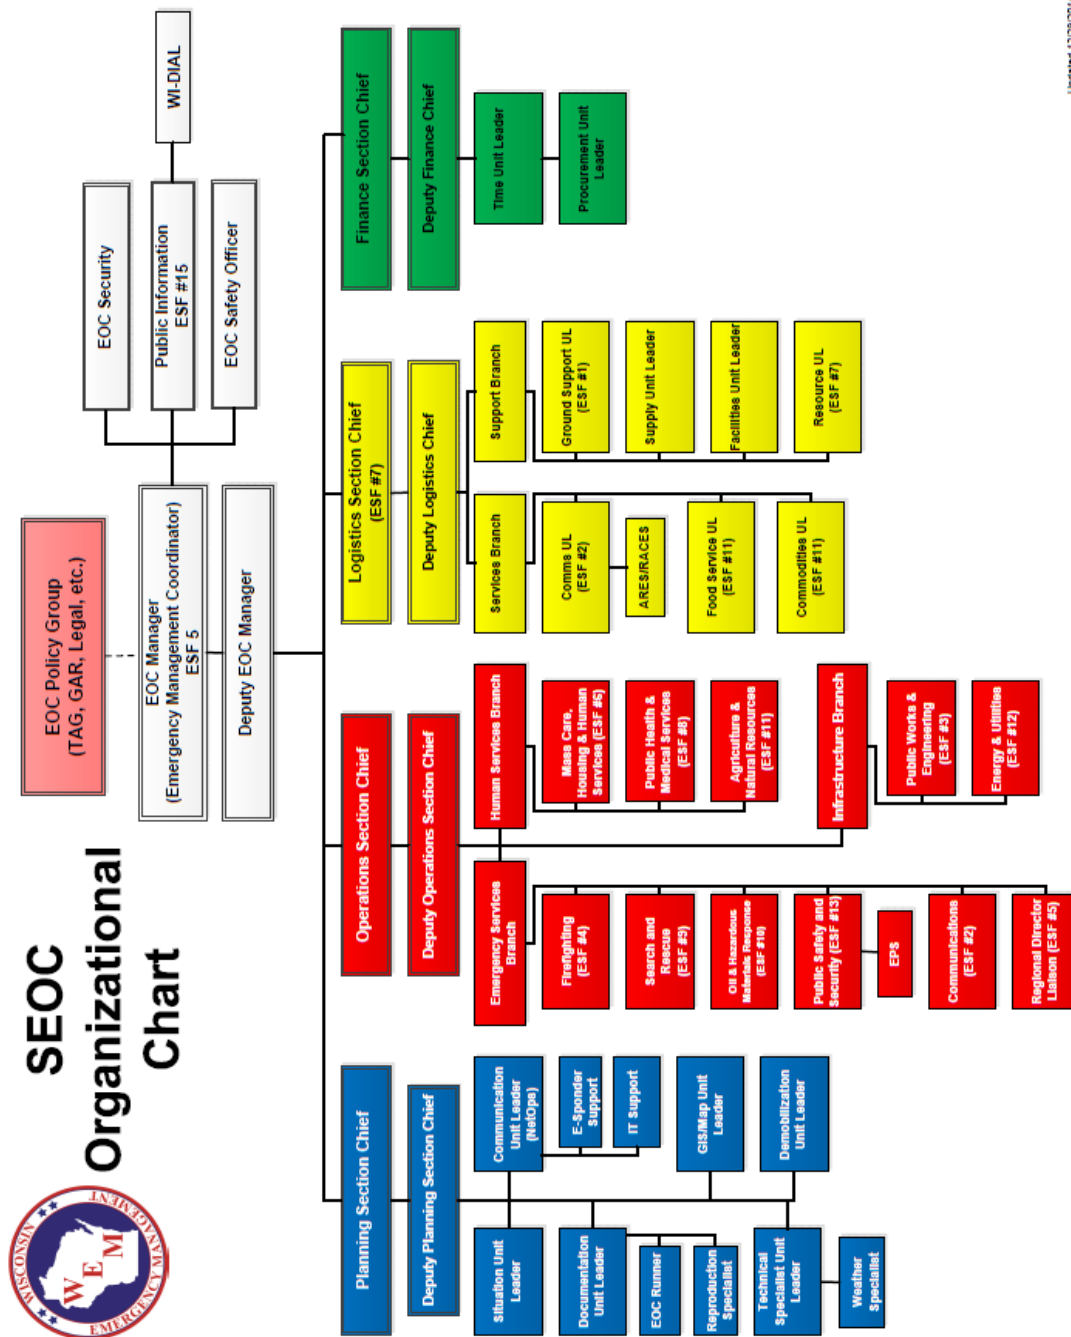 WISCONSIN
EMERGENCY MANAGEMENT
WEM
SEOC
Organizational
Chart
EOC Policy Group
(TAG, GAR, Legal, etc.)
EOC Manager
(Emergency Management Coordinator)
ESF 5
Deputy EOC Manager
EOC Security
Public Information
ESF #15
WI-DIAL
EOC Safety Officer
Planning Section Chief
Deputy Planning Section Chief
Situation Unit
Leader
Communication
Unit Leader
(NetOps)
E-Sponder
Support
IT Support
Documentation
Unit Leader
EOC Runner
Reproduction
Specialist
GIS/Map Unit
Leader
Technical
Specialist Unit
Leader
Weather
Specialist
Demobilization
Unit Leader
Operations Section Chief
Deputy Operations Section Chief
Emergency Services
Branch
Firefighting
(ESF #4)
Search and
Rescue
(ESF #9)
Oil & Hazardous
Materials Response
(ESF #10)
Public Safety and
Security (ESF #13)
EPS
Communications
(ESF #2)
Regional Director
Liaison (ESF #5)
Human Services Branch
Mass Care,
Housing & Human
Services (ESF #6)
Public Health &
Medical Services
(ESF #8)
Agriculture &
Natural Resources
(ESF #11)
Infrastructure Branch
Public Works &
Engineering
(ESF #3)
Energy & Utilities
(ESF #12)
Logistics Section Chief
(ESF #7)
Deputy Logistics Chief
Services Branch
Comms UL
(ESF #2)
ARES/RACES
Food Service UL
(ESF #11)
Commodities UL
(ESF #11)
Support Branch
Ground Support UL
(ESF #1)
Supply Unit Leader
Facilities Unit Leader
Resource UL
(ESF #7)
Finance Section Chief
Deputy Finance Chief
Time Unit Leader
Procurement Unit
Leader
Updated